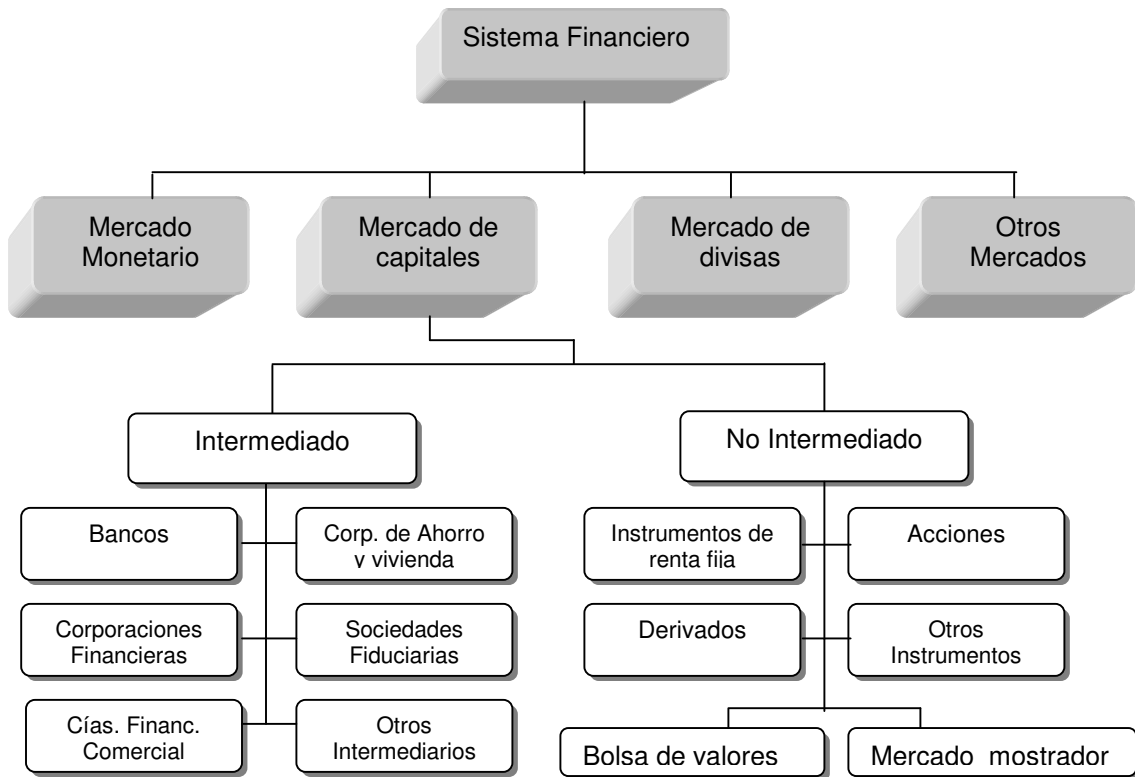 Sistema Financiero
Mercado
Monetario
Mercado de
capitales
Mercado de
divisas
Otros
Mercados
Intermediado
No Intermediado
Bancos
Corp. de Ahorro
y vivienda
Instrumentos de
renta fija
Acciones
Corporaciones
Financieras
Sociedades
Fiduciarias
Derivados
Otros
Instrumentos
Cías. Financ.
Comercial
Otros
Intermediarios
Bolsa de valores
Mercado mostrador